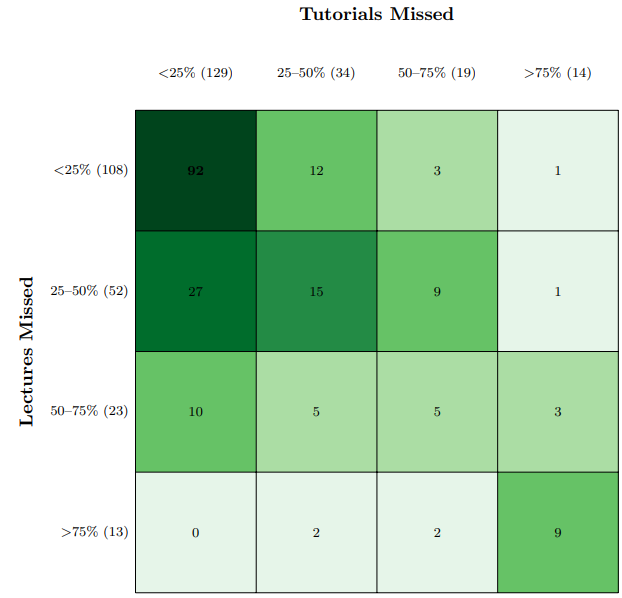 Tutorials Missed
<25% (129) 25–50% (34) 50–75% (19) >75% (14)
<25% (108) 92 12 3 1
Lectures Missed
25–50% (52) 27 15 9 1
50–75% (23) 10 5 5 3
>75% (13) 0 2 2 9